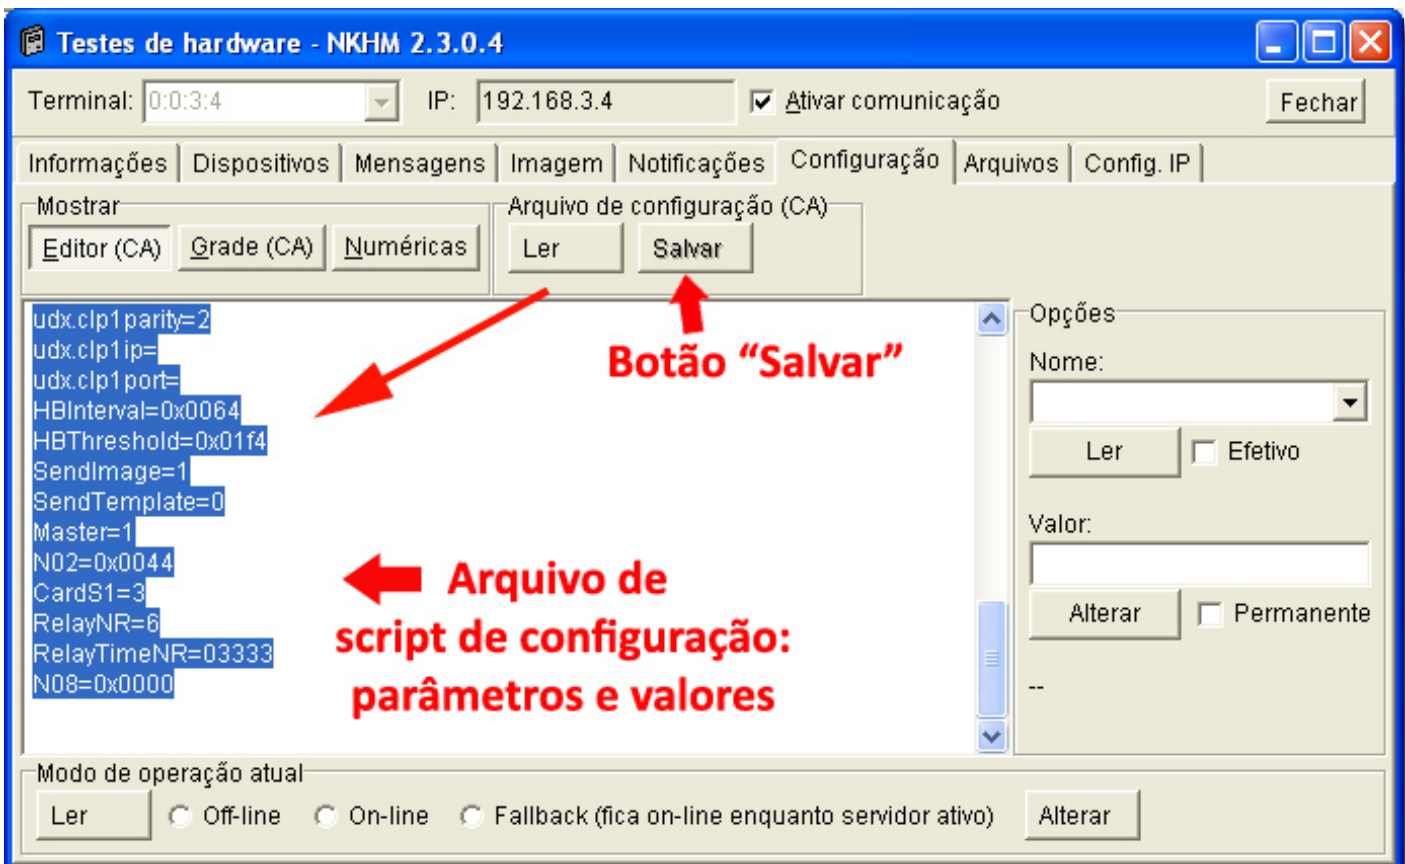 Testes de hardware - NKHM 2.3.0.4
Terminal: 0:0:3:4 IP: 192.168.3.4 Ativar comunicação Fechar
Informações Dispositivos Mensagens Imagem Notificações Configuração Arquivos Config. IP
Mostrar Arquivo de configuração (CA)
Editor (CA) Grade (CA) Numéricas Ler Salvar
udx.clp1parity=2
udx.clp1ip=
udx.clp1port=
HBInterval=0x0064
HBThreshold=0x01f4
SendImage=1
SendTemplate=0
Master=1
N02=0x0044
CardS1=3
RelayNR=6
RelayTimeNR=03333
N08=0x0000
Botão “Salvar”
Arquivo de
script de configuração:
parâmetros e valores
Opções
Nome:
Ler Efetivo
Valor:
Alterar Permanente
--
Modo de operação atual
Ler Off-line On-line Fallback (fica on-line enquanto servidor ativo) Alterar